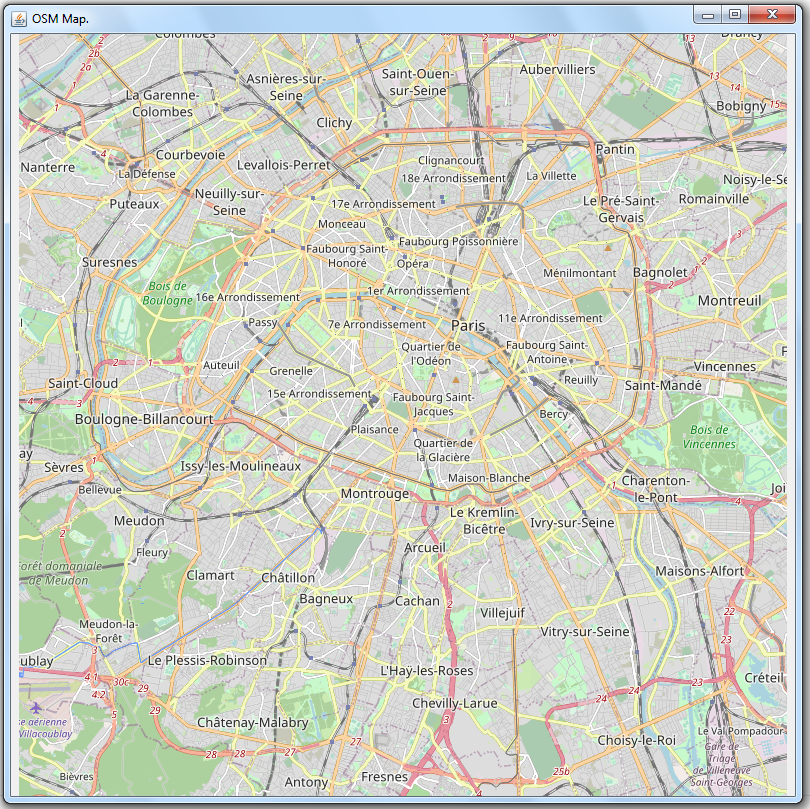 OSM Map.
Colombes
Drancy
2b
2a
Asnières-sur-
Seine
Saint-Ouen-
sur-Seine
Aubervilliers
13
14
13
15
La Garenne-
Colombes
1
1
Bobigny
Clichy
4
Nanterre
Courbevoie
La Défense
Levallois-Perret
Clignancourt
18e Arrondissement
La Villette
Pantin
Noisy-le-Se
Romainville
Puteaux
Neuilly-sur-
Seine
17e Arrondissement
Monceau
Le Pré-Saint-
Gervais
Faubourg Saint-
Honoré
Faubourg Poissonnière
Opéra
Suresnes
Ménilmontant
Bagnolet
3
2
1
Bois de
Boulogne
16e Arrondissement
1er Arrondissement
Montreuil
Passy
7e Arrondissement
Paris
11e Arrondissement
Quartier de
l'Odéon
Faubourg Saint-
Antoine
2
1
Auteuil
Grenelle
Reuilly
Vincennes
Saint-Cloud
Saint-Mandé
4
3
15e Arrondissement
Faubourg Saint-
Jacques
Bercy
Boulogne-Billancourt
Plaisance
Bois de
Vincennes
Quartier de
la Glacière
Sèvres
1
Bellevue
Issy-les-Moulineaux
Maison-Blanche
Montrouge
Charenton-
le-Pont
1
4
Meudon
Le Kremlin-
Bicêtre
Ivry-sur-Seine
2
Fleury
Arcueil
Forêt domaniale
de Meudon
Clamart
Châtillon
Maisons-Alfort
Bagneux
Cachan
2
Villejuif
22
Meudon-la-
Forêt
Vitry-sur-Seine
23
Le Plessis-Robinson
3
4.1
4.2
30c
29
L'Haÿ-les-Roses
Créteil
24
24
23
5
29
Châtenay-Malabry
Chevilly-Larue
Le Val Pompadour
28
28
27
27
3
Choisy-le-Roi
Gare de
Triage
de Villeneuve
Saint-Georges
Bièvres
Antony
Fresnes
4
25b